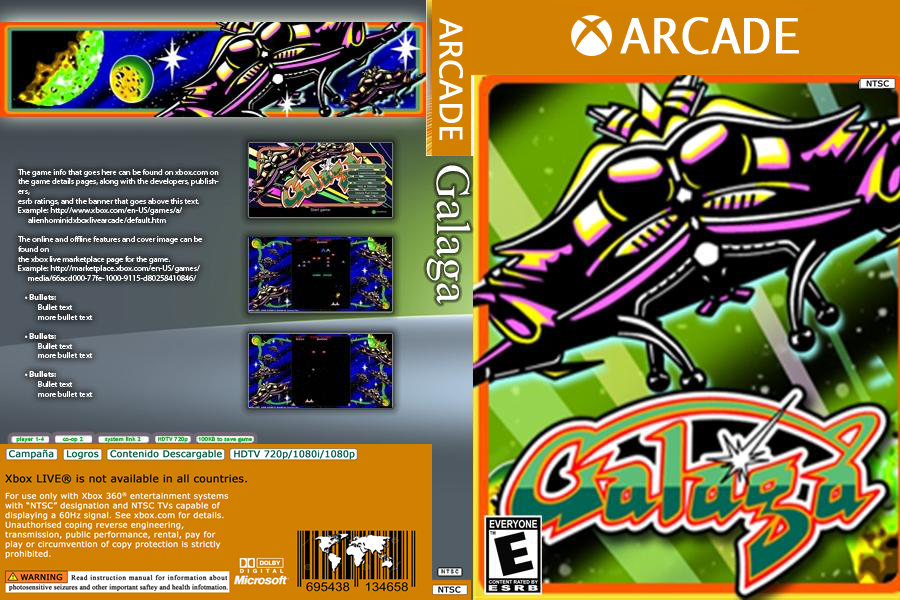 The game info that goes here can be found on xbox.com on
the game details pages, along with the developers, publish-
ers,
esrb ratings, and the banner that goes above this text.
Example: http://www.xbox.com/en-US/games/a/
alienhominidxboxlivearcade/default.htm
The online and offline features and cover image can be
found on
the xbox live marketplace page for the game.
Example: http://marketplace.xbox.com/en-US/games/
media/66acd000-77fe-1000-9115-d80258410846/
• Bullets:
Bullet text
more bullet text
• Bullets:
Bullet text
more bullet text
• Bullets:
Bullet text
more bullet text
Galaga
player 1-4 co-op 2 system link 2 HDTV 720p 100KB to save game
Campaña Logros Contenido Descargable HDTV 720p/1080i/1080p
Xbox LIVE® is not available in all countries.
For use only with Xbox 360® entertainment systems
with “NTSC” designation and NTSC TVs capable of
displaying a 60Hz signal. See xbox.com for details.
Unauthorised coping reverse engineering,
transmission, public performance, rental, pay for
play or circumvention of copy protection is strictly
prohibited.
WARNING Read instruction manual for information about
photosensitive seizures and other important saftey and health infotmation.
DOLBY
DIGITAL
Microsoft®
695438 134658
ARCADE
Galaga
NTSC
NTSC
ARCADE
NTSC
Galaga
EVERYONE
E
TM
CONTENT RATED BY
ESRB